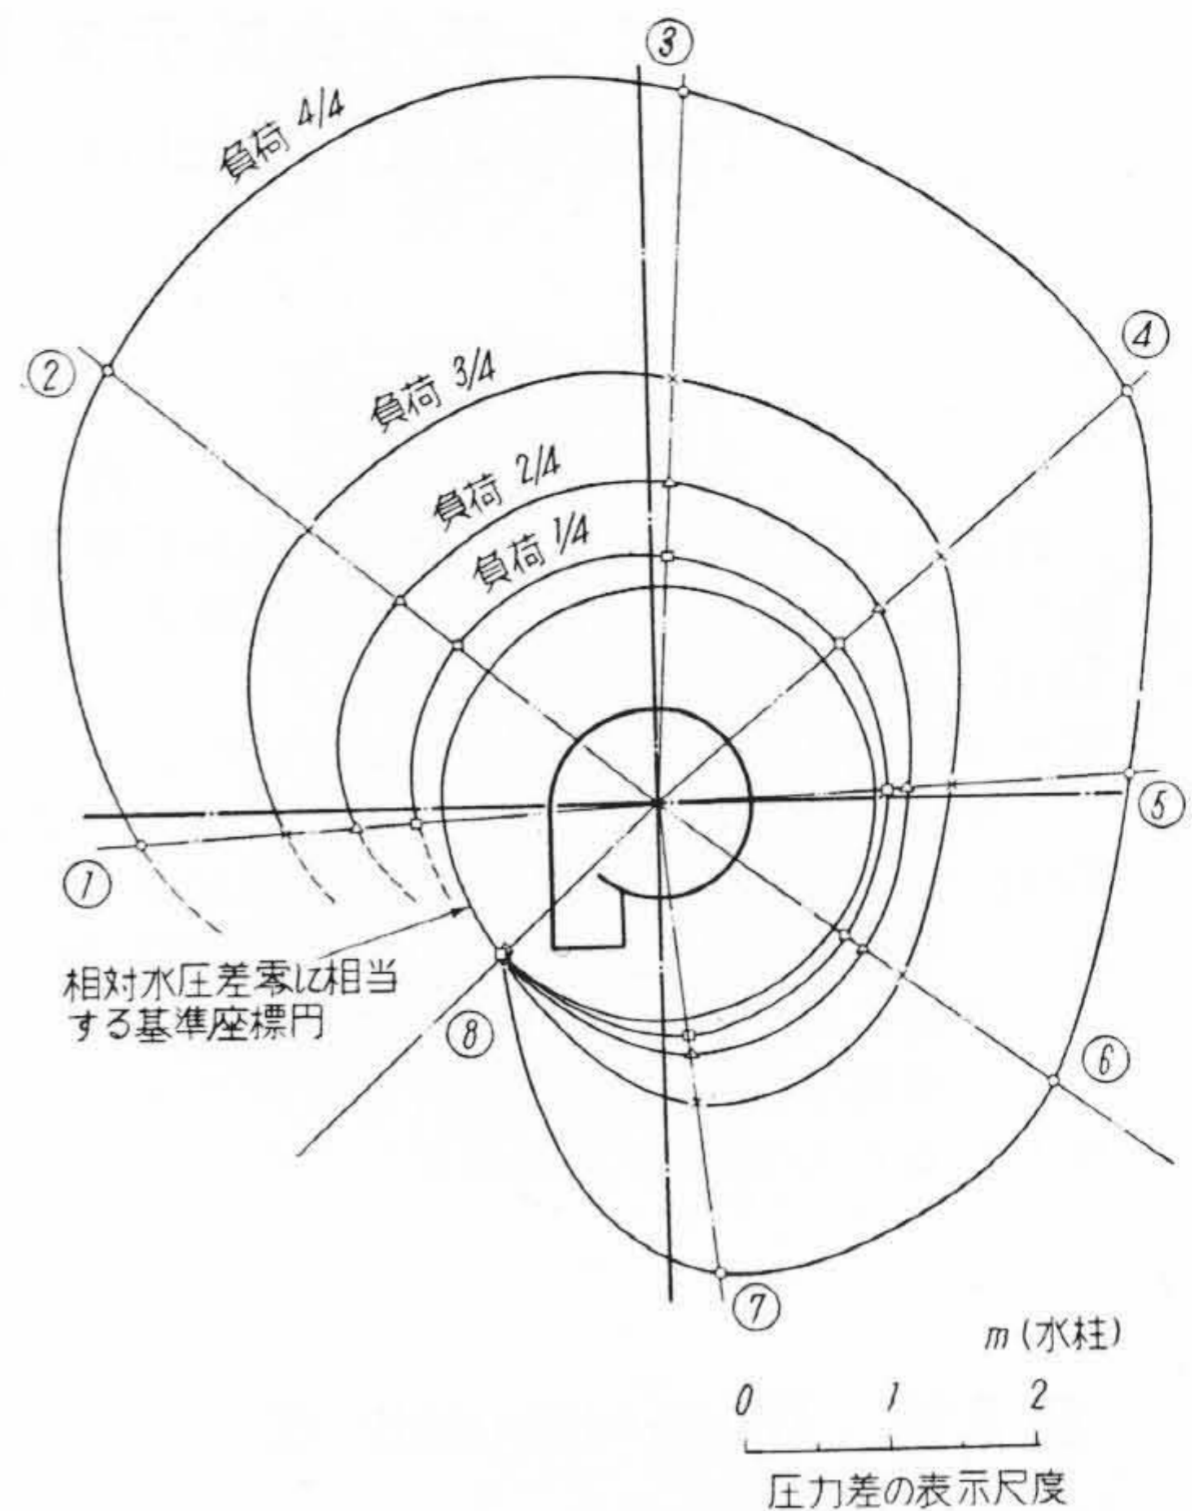 ③
負荷 4/4
④
②
負荷 3/4
負荷 2/4
負荷 1/4
⑤
①
相対水圧差零に相当
する基準座標円
⑧
⑥
⑦
m (水柱)
0 1 2
圧力差の表示尺度